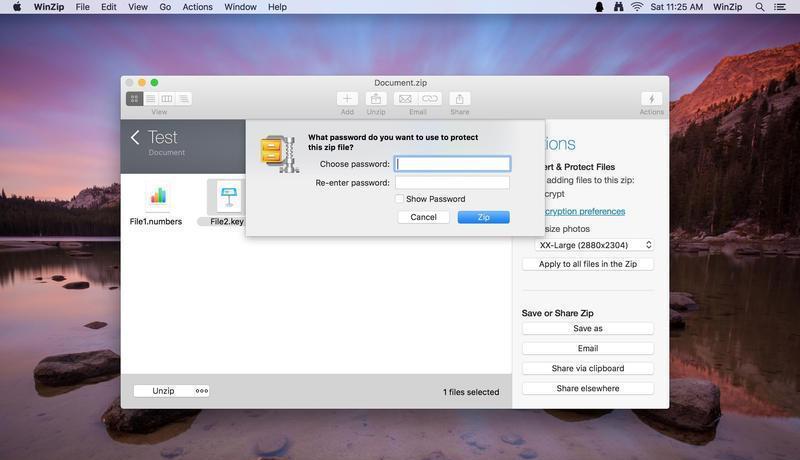 WinZip File Edit View Go Actions Window Help Sat 11:25 AM WinZip
Document.zip
View Add Unzip Email Share Actions
Test
Document
What password do you want to use to protect
this zip file?
Choose password:
Re-enter password:
Show Password
Cancel Zip
File1.numbers File2.key
ions
ert & Protect Files
adding files to this zip:
crypt
cryption preferences
size photos
XX-Large (2880x2304)
Apply to all files in the Zip
Save or Share Zip
Save as
Email
Share via clipboard
Share elsewhere
Unzip
1 files selected